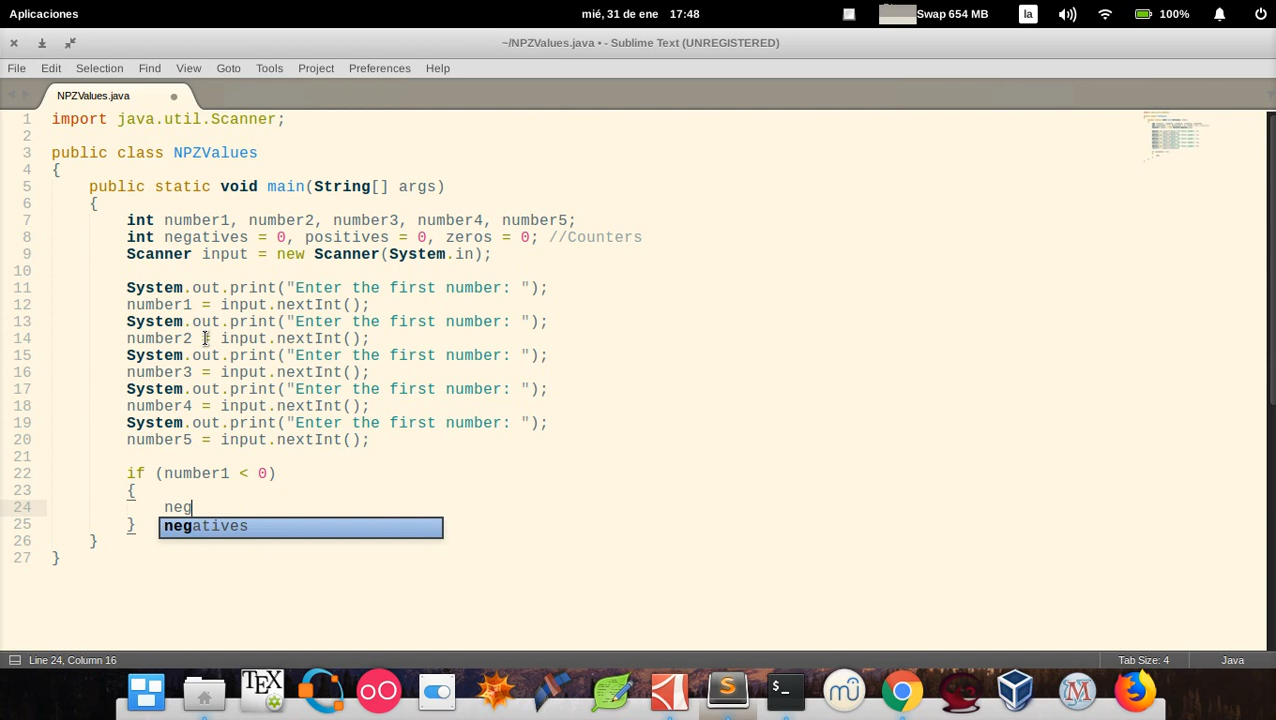 Aplicaciones mié, 31 de ene 17:48 Swap 654 MB la 100%
~/NPZValues.java • - Sublime Text (UNREGISTERED)
File Edit Selection Find View Goto Tools Project Preferences Help
NPZValues.java
1 import java.util.Scanner;
2
3 public class NPZValues
4 {
5 public static void main(String[] args)
6 {
7 int number1, number2, number3, number4, number5;
8 int negatives = 0, positives = 0, zeros = 0; //Counters
9 Scanner input = new Scanner(System.in);
10
11 System.out.print("Enter the first number: ");
12 number1 = input.nextInt();
13 System.out.print("Enter the first number: ");
14 number2 = input.nextInt();
15 System.out.print("Enter the first number: ");
16 number3 = input.nextInt();
17 System.out.print("Enter the first number: ");
18 number4 = input.nextInt();
19 System.out.print("Enter the first number: ");
20 number5 = input.nextInt();
21
22 if (number1 < 0)
23 {
24 neg
negatives
25 }
26 }
27 }
Line 24, Column 16 Tab Size: 4 Java
TEX S >_ mu M